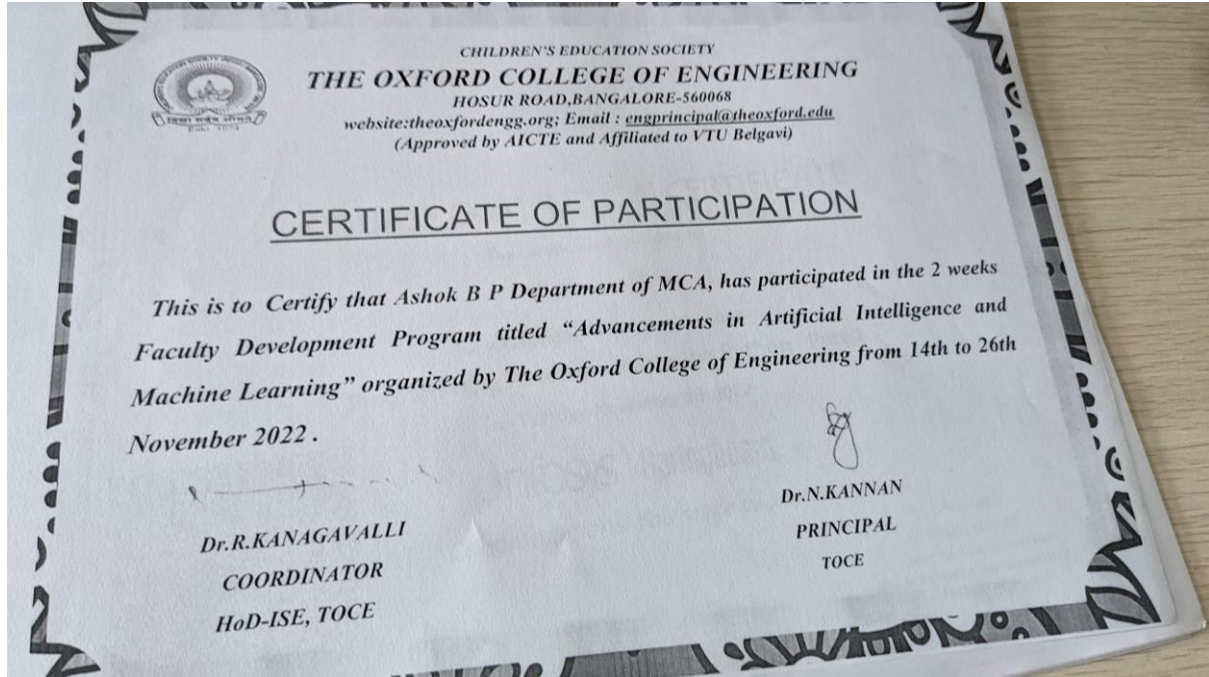 CHILDREN'S EDUCATION SOCIETY
THE OXFORD COLLEGE OF ENGINEERING
HOSUR ROAD,BANGALORE-560068
website:theoxfordengg.org; Email : engprincipal@theoxford.edu
(Approved by AICTE and Affiliated to VTU Belgavi)
CERTIFICATE OF PARTICIPATION
This is to Certify that Ashok B P Department of MCA, has participated in the 2 weeks
Faculty Development Program titled “Advancements in Artificial Intelligence and
Machine Learning” organized by The Oxford College of Engineering from 14th to 26th
November 2022 .
Dr.R.KANAGAVALLI
COORDINATOR
HoD-ISE, TOCE
Dr.N.KANNAN
PRINCIPAL
TOCE